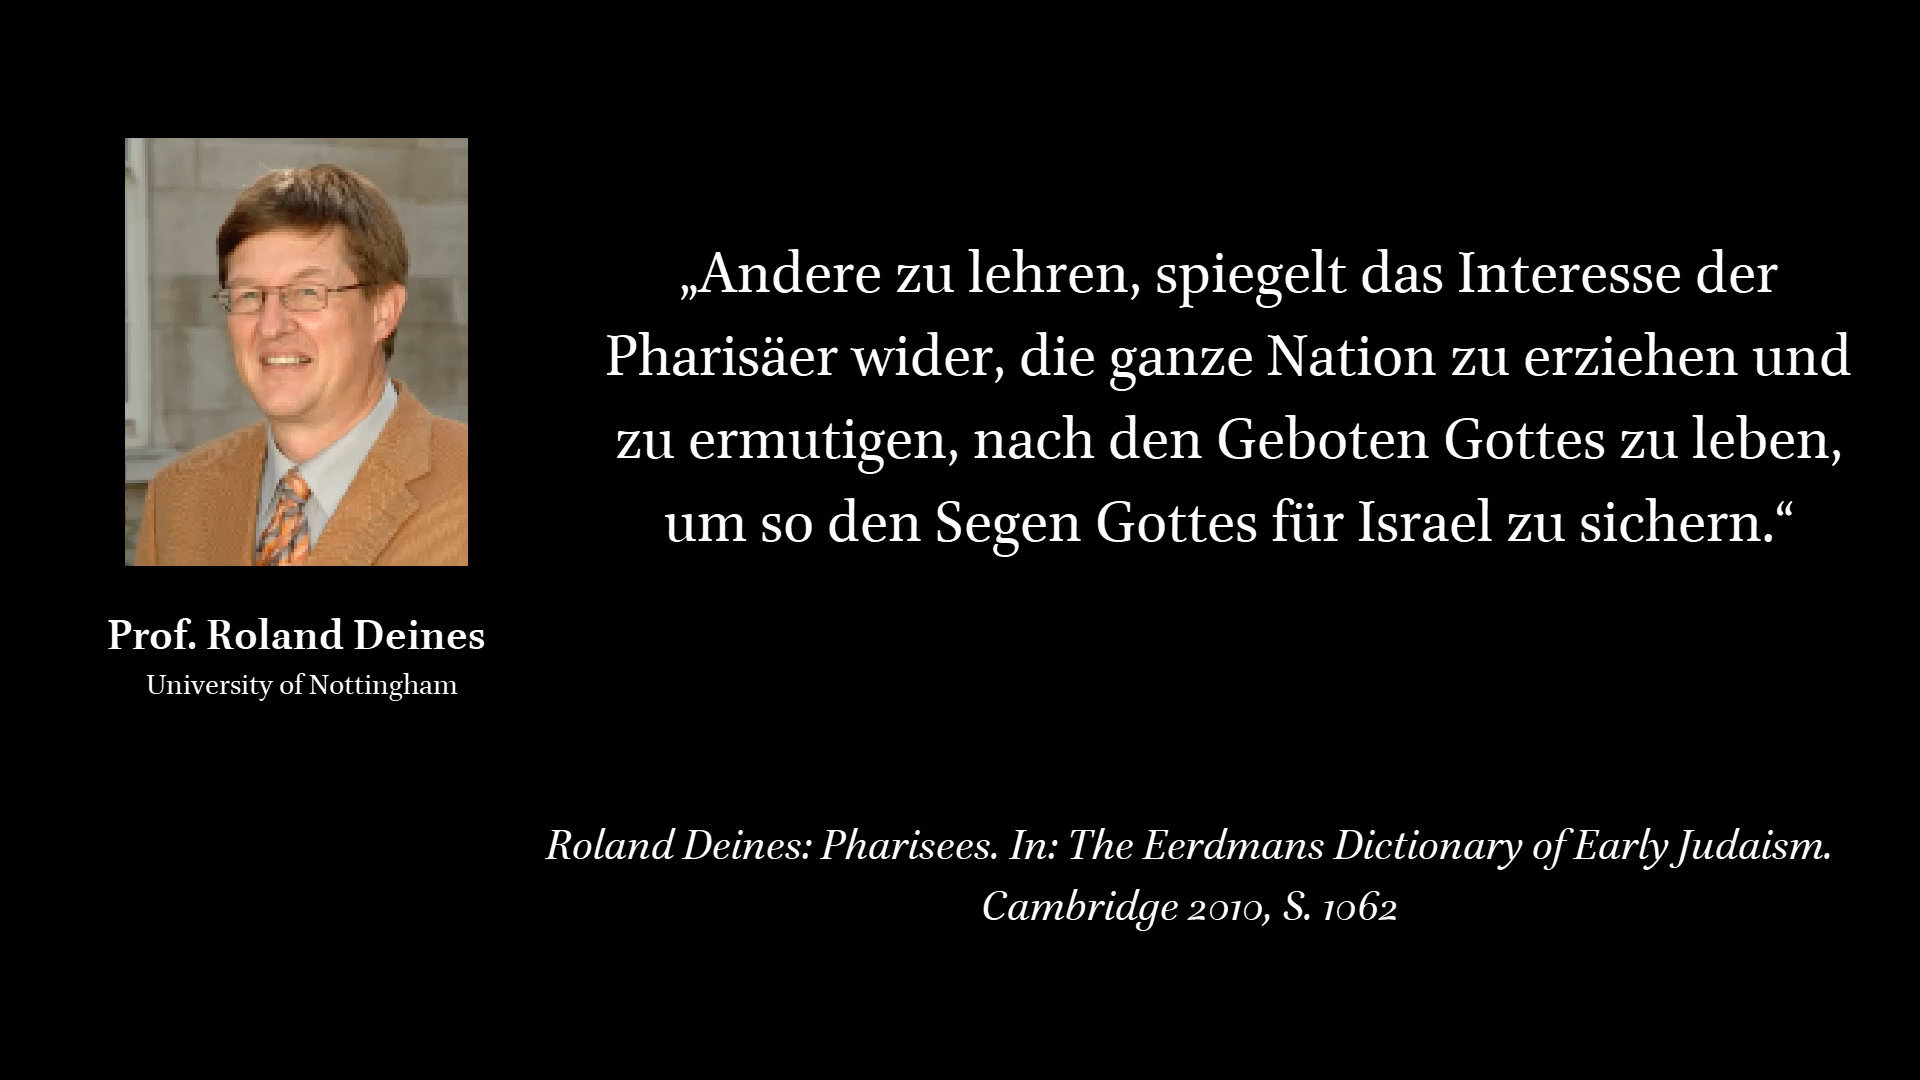 „Andere zu lehren, spiegelt das Interesse der
Pharisäer wider, die ganze Nation zu erziehen und
zu ermutigen, nach den Geboten Gottes zu leben,
um so den Segen Gottes für Israel zu sichern.“
Prof. Roland Deines
University of Nottingham
Roland Deines: Pharisees. In: The Eerdmans Dictionary of Early Judaism.
Cambridge 2010, S. 1062